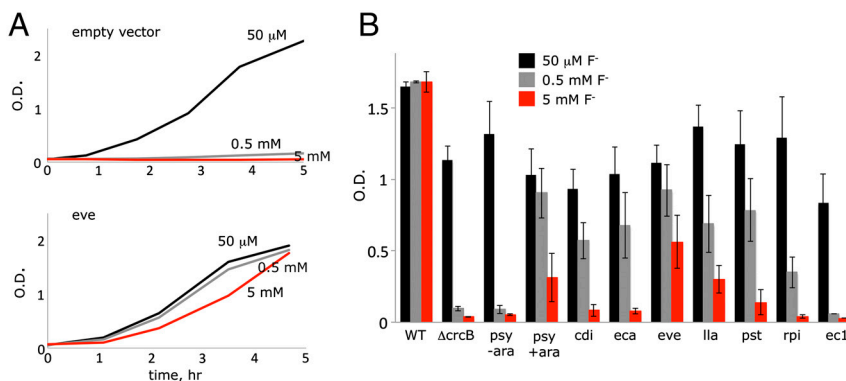 A
empty vector
50 μM
2
O.D.
1
0.5 mM
5 mM
0
0 1 2 3 4 5
eve
2
50 μM
0.5 mM
O.D.
1
5 mM
0
0 1 2 3 4 5
time, hr
B
50 μM F-
0.5 mM F-
5 mM F-
1.5
O.D.
1
0.5
0
WT ΔcrcB psy -ara psy +ara cdi eca eve lla pst rpi ec1